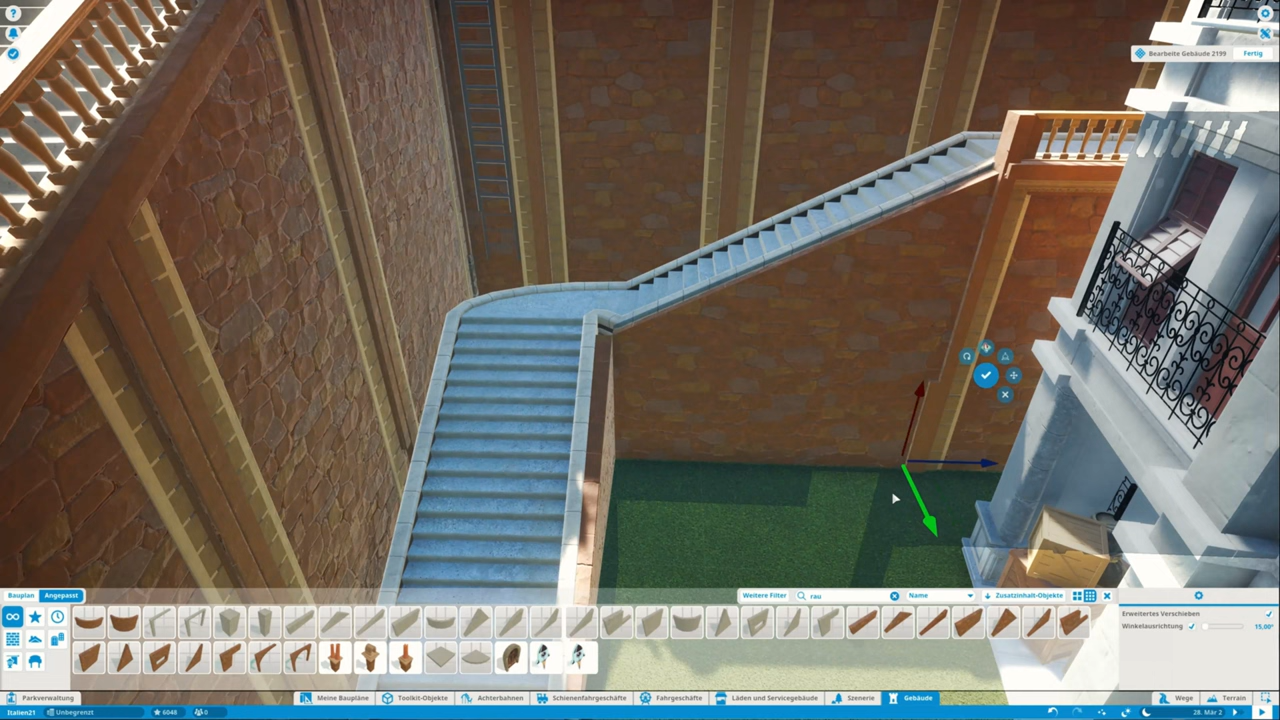 Bearbeite Gebäude 2199 Fertig
Bauplan Angepasst
Weitere Filter rau Name Zusatzinhalt-Objekte
Erweitertes Verschieben
Winkelausrichtung 15,00°
Parkverwaltung Meine Baupläne Toolkit-Objekte Achterbahnen Schienenfahrgeschäfte Fahrgeschäfte Läden und Servicegebäude Szenerie Gebäude Wege Terrain
Italien21 Unbegrenzt 6048 0 28. Mär 2